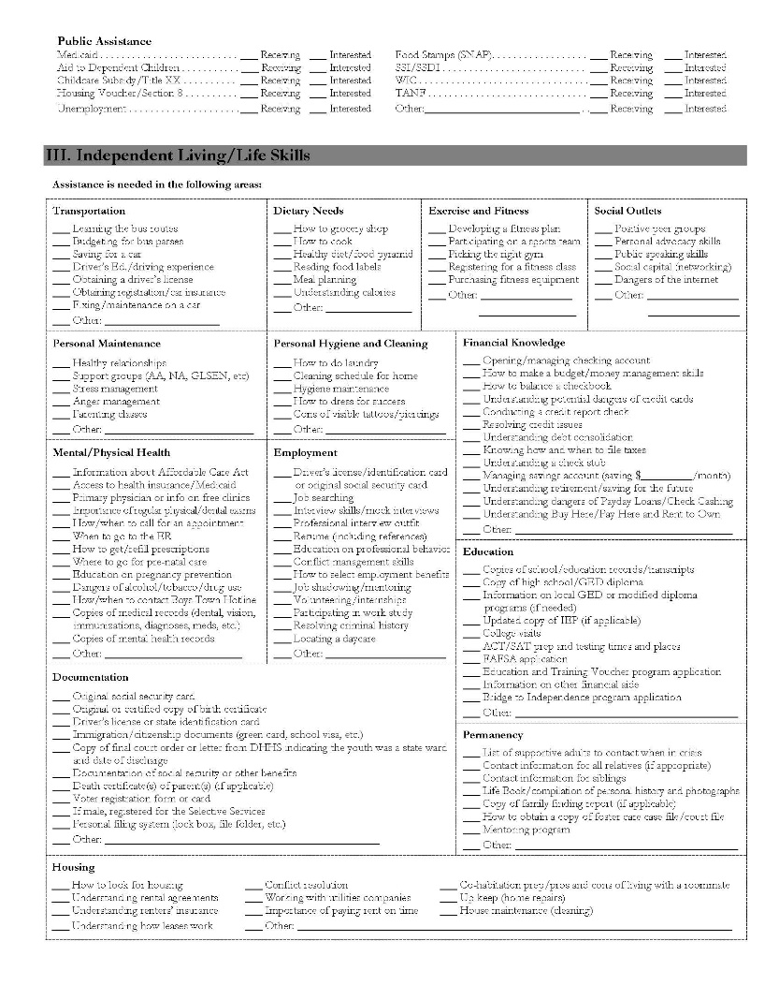 Public Assistance
Medicaid . . . . . . . . . . . . . . . . . . . . . . . . . . ___ Receiving ___ Interested
Aid to Dependent Children . . . . . . . . . . . ___ Receiving ___ Interested
Childcare Subsidy/Title XX . . . . . . . . . . ___ Receiving ___ Interested
Housing Voucher/Section 8 . . . . . . . . . . ___ Receiving ___ Interested
Unemployment . . . . . . . . . . . . . . . . . . . . . ___ Receiving ___ Interested
Food Stamps (SNAP). . . . . . . . . . . . . . . . . . ___ Receiving ___ Interested
SSI/SSDI . . . . . . . . . . . . . . . . . . . . . . . . . . . ___ Receiving ___ Interested
WIC . . . . . . . . . . . . . . . . . . . . . . . . . . . . . . . . ___ Receiving ___ Interested
TANF . . . . . . . . . . . . . . . . . . . . . . . . . . . . . . ___ Receiving ___ Interested
Other:______________________________ . . ___ Receiving ___ Interested
III. Independent Living/Life Skills
Assistance is needed in the following areas:
Transportation
___ Learning the bus routes
___ Budgeting for bus passes
___ Saving for a car
___ Driver's Ed./driving experience
___ Obtaining a driver's license
___ Obtaining registration/car insurance
___ Fixing/maintenance on a car
___ Other: ____________________
Dietary Needs
___ How to grocery shop
___ How to cook
___ Healthy diet/food pyramid
___ Reading food labels
___ Meal planning
___ Understanding calories
___ Other: _______________
Exercise and Fitness
___ Developing a fitness plan
___ Participating on a sports team
___ Picking the right gym
___ Registering for a fitness class
___ Purchasing fitness equipment
___ Other: ________________
_________________
Social Outlets
___ Positive peer groups
___ Personal advocacy skills
___ Public speaking skills
___ Social capital (networking)
___ Dangers of the internet
___ Other: ________________
________________
Personal Maintenance
___ Healthy relationships
___ Support groups (AA, NA, GLSEN, etc)
___ Stress management
___ Anger management
___ Parenting classes
___ Other: __________________________
Personal Hygiene and Cleaning
___ How to do laundry
___ Cleaning schedule for home
___ Hygiene maintenance
___ How to dress for success
___ Cons of visible tattoos/piercings
___ Other: _____________________
Financial Knowledge
___ Opening/managing checking account
___ How to make a budget/money management skills
___ How to balance a checkbook
___ Understanding potential dangers of credit cards
___ Conducting a credit report check
___ Resolving credit issues
___ Understanding debt consolidation
___ Knowing how and when to file taxes
___ Understanding a check stub
___ Managing savings account (saving $_________/month)
___ Understanding retirement/saving for the future
___ Understanding dangers of Payday Loans/Check Cashing
___ Understanding Buy Here/Pay Here and Rent to Own
___ Other: ______________________________________
Mental/Physical Health
___ Information about Affordable Care Act
___ Access to health insurance/Medicaid
___ Primary physician or info on free clinics
___ Importance of regular physical/dental exams
___ How/when to call for an appointment
___ When to go to the ER
___ How to get/refill prescriptions
___ Where to go for pre-natal care
___ Education on pregnancy prevention
___ Dangers of alcohol/tobacco/drug use
___ How/when to contact Boys Town Hotline
___ Copies of medical records (dental, vision,
immunizations, diagnoses, meds, etc.)
___ Copies of mental health records
___ Other: ________________________
Employment
___ Driver's license/identification card
or original social security card
___ Job searching
___ Interview skills/mock interviews
___ Professional interview outfit
___ Resume (including references)
___ Education on professional behavior
___ Conflict management skills
___ How to select employment benefits
___ Job shadowing/mentoring
___ Volunteering/internships
___ Participating in work study
___ Resolving criminal history
___ Locating a daycare
___ Other: _____________________
Education
___ Copies of school/education records/transcripts
___ Copy of high school/GED diploma
___ Information on local GED or modified diploma
programs (if needed)
___ Updated copy of IEP (if applicable)
___ College visits
___ ACT/SAT prep and testing times and places
___ FAFSA application
___ Education and Training Voucher program application
___ Information on other financial aide
___ Bridge to Independence program application
___ Other: _______________________________________
Documentation
___ Original social security card
___ Original or certified copy of birth certificate
___ Driver's license or state identification card
___ Immigration/citizenship documents (green card, school visa, etc.)
___ Copy of final court order or letter from DHHS indicating the youth was a state ward
and date of discharge
___ Documentation of social security or other benefits
___ Death certificate(s) of parent(s) (if applicable)
___ Voter registration form or card
___ If male, registered for the Selective Services
___ Personal filing system (lock box, file folder, etc.)
___ Other: ________________________________________________
Permanency
___ List of supportive adults to contact when in crisis
___ Contact information for all relatives (if appropriate)
___ Contact information for siblings
___ Life Book/compilation of personal history and photographs
___ Copy of family finding report (if applicable)
___ How to obtain a copy of foster care case file/court file
___ Mentoring program
___ Other: _______________________________________
Housing
___ How to look for housing
___ Understanding rental agreements
___ Understanding renters' insurance
___ Understanding how leases work
___ Conflict resolution
___ Working with utilities companies
___ Importance of paying rent on time
___ Other: ____________________________________________________________
___ Co-habitation prep/pros and cons of living with a roommate
___ Up keep (home repairs)
___ House maintenance (cleaning)